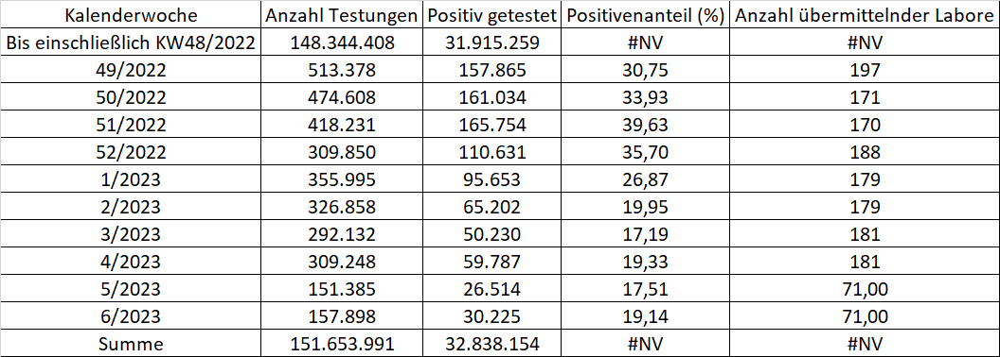 Kalenderwoche Anzahl Testungen Positiv getestet Positivenanteil (%) Anzahl übermittelnder Labore
Bis einschließlich KW48/2022 148.344.408 31.915.259 #NV #NV
49/2022 513.378 157.865 30,75 197
50/2022 474.608 161.034 33,93 171
51/2022 418.231 165.754 39,63 170
52/2022 309.850 110.631 35,70 188
1/2023 355.995 95.653 26,87 179
2/2023 326.858 65.202 19,95 179
3/2023 292.132 50.230 17,19 181
4/2023 309.248 59.787 19,33 181
5/2023 151.385 26.514 17,51 71,00
6/2023 157.898 30.225 19,14 71,00
Summe 151.653.991 32.838.154 #NV #NV